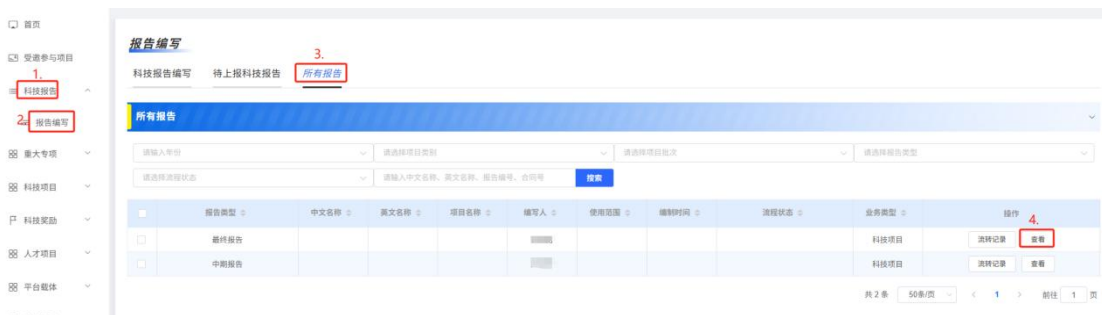 首页
受邀参与项目
1.
科技报告
2.
报告编写
重大专项
科技项目
科技奖励
人才项目
平台载体
报告编写
3.
科技报告编写 待上报科技报告 所有报告
所有报告
请输入年份 请选择项目类别 请选择项目批次 请选择报告类型
请选择流程状态 请输入中文名称、英文名称、报告编号、合同号 搜索
报告类型 中文名称 英文名称 项目名称 编写人 使用范围 编制时间 流程状态 业务类型 操作
4.
最终报告 科技项目 流转记录 查看
中期报告 科技项目 流转记录 查看
共 2 条 50条/页 < 1 > 前往 1 页